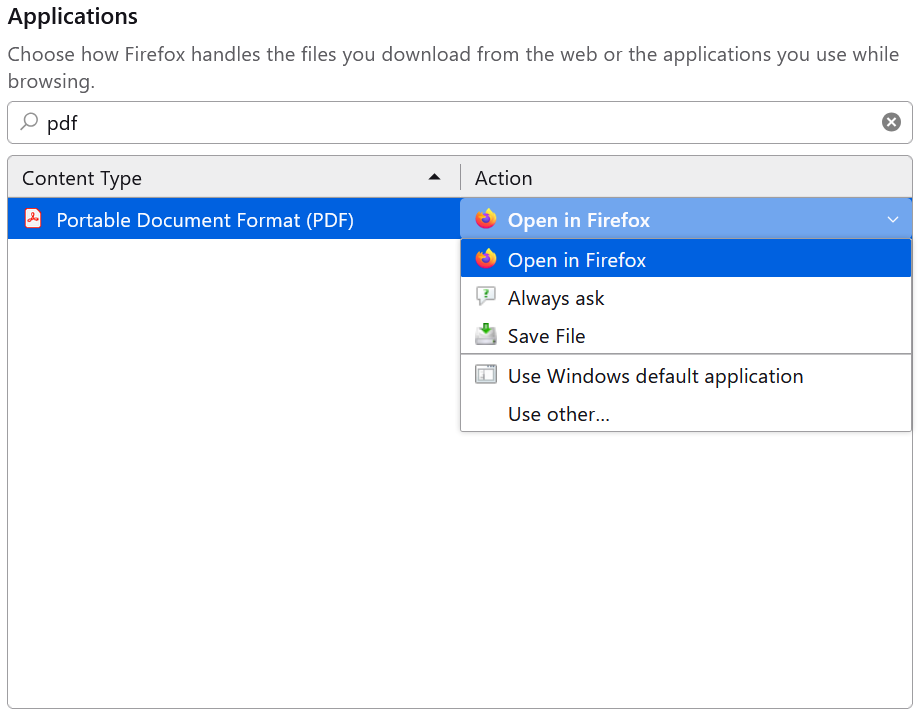 Applications
Choose how Firefox handles the files you download from the web or the applications you use while
browsing.
pdf
Content Type
Action
Portable Document Format (PDF)
Open in Firefox
Open in Firefox
Always ask
Save File
Use Windows default application
Use other...